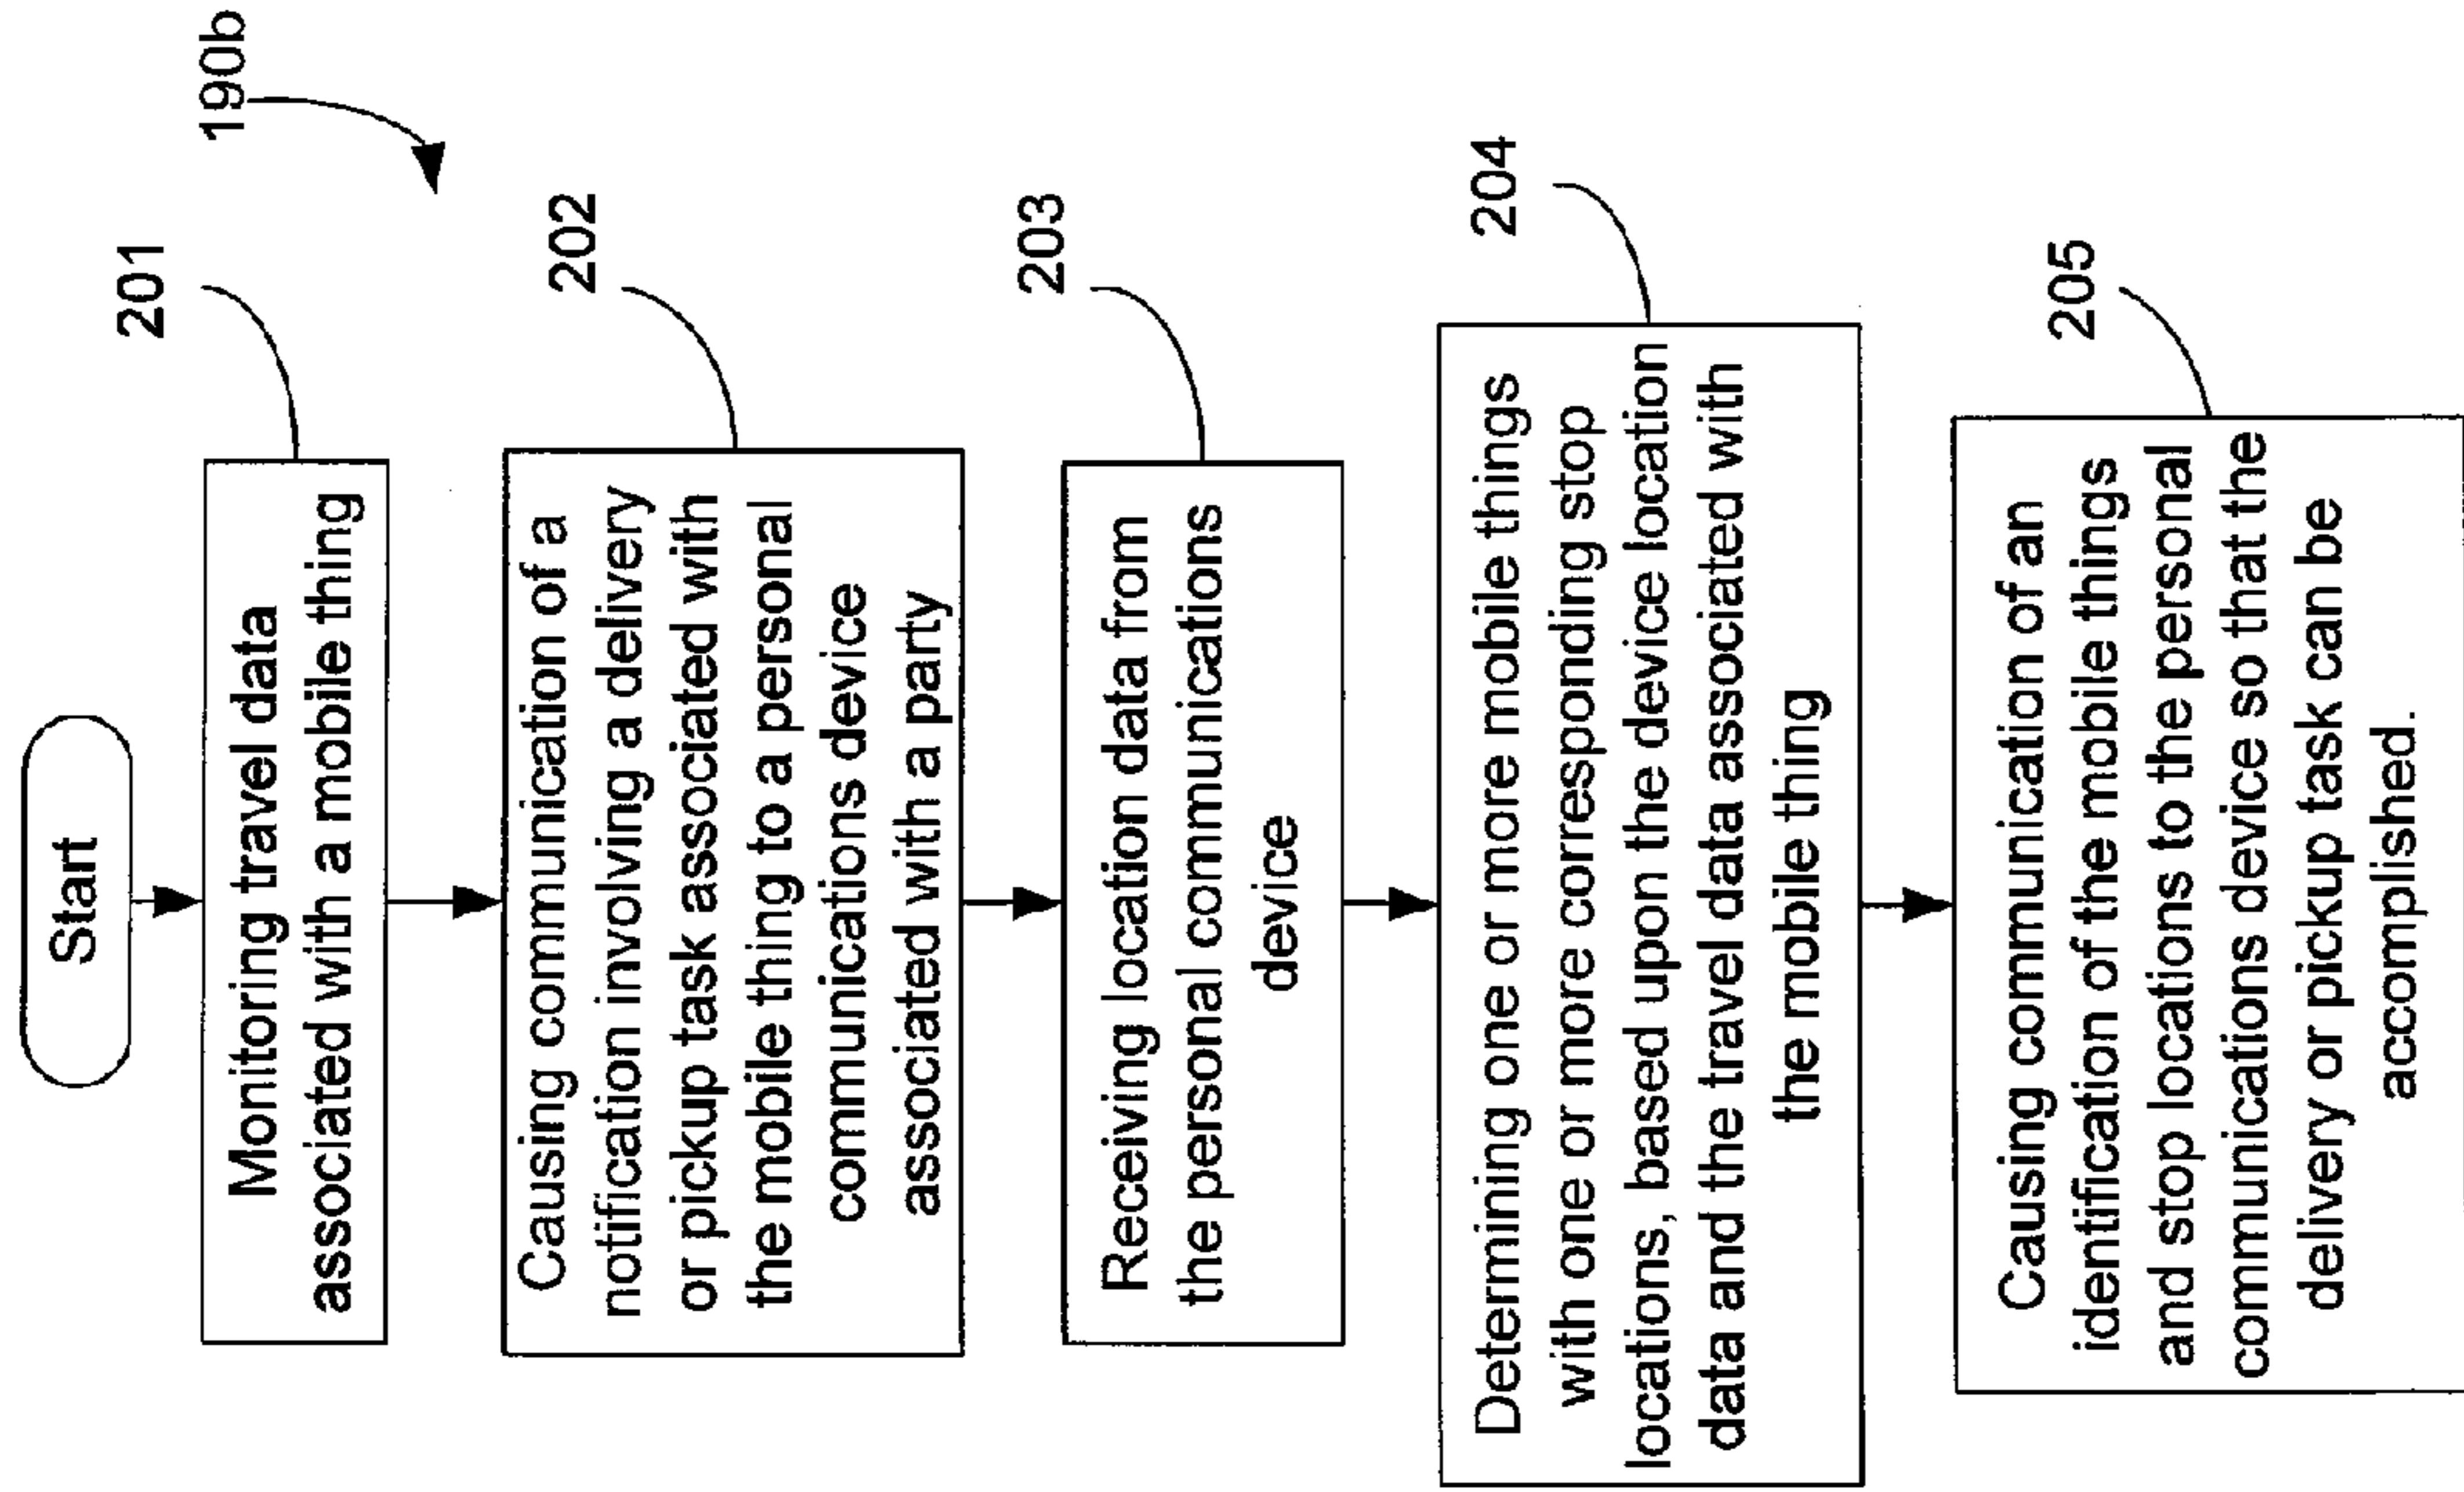 Start
190b
201
Monitoring travel data
associated with a mobile thing
202
Causing communication of a
notification involving a delivery
or pickup task associated with
the mobile thing to a personal
communications device
associated with a party
203
Receiving location data from
the personal communications
device
204
Determining one or more mobile things
with one or more corresponding stop
locations, based upon the device location
data and the travel data associated with
the mobile thing
205
Causing communication of an
identification of the mobile things
and stop locations to the personal
communications device so that the
delivery or pickup task can be
accomplished.